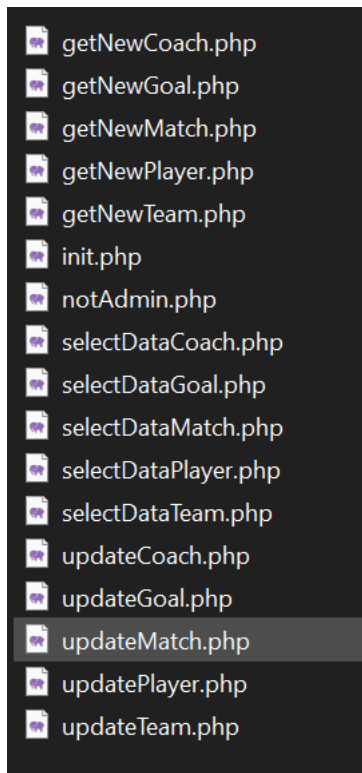 getNewCoach.php
getNewGoal.php
getNewMatch.php
getNewPlayer.php
getNewTeam.php
init.php
notAdmin.php
selectDataCoach.php
selectDataGoal.php
selectDataMatch.php
selectDataPlayer.php
selectDataTeam.php
updateCoach.php
updateGoal.php
updateMatch.php
updatePlayer.php
updateTeam.php